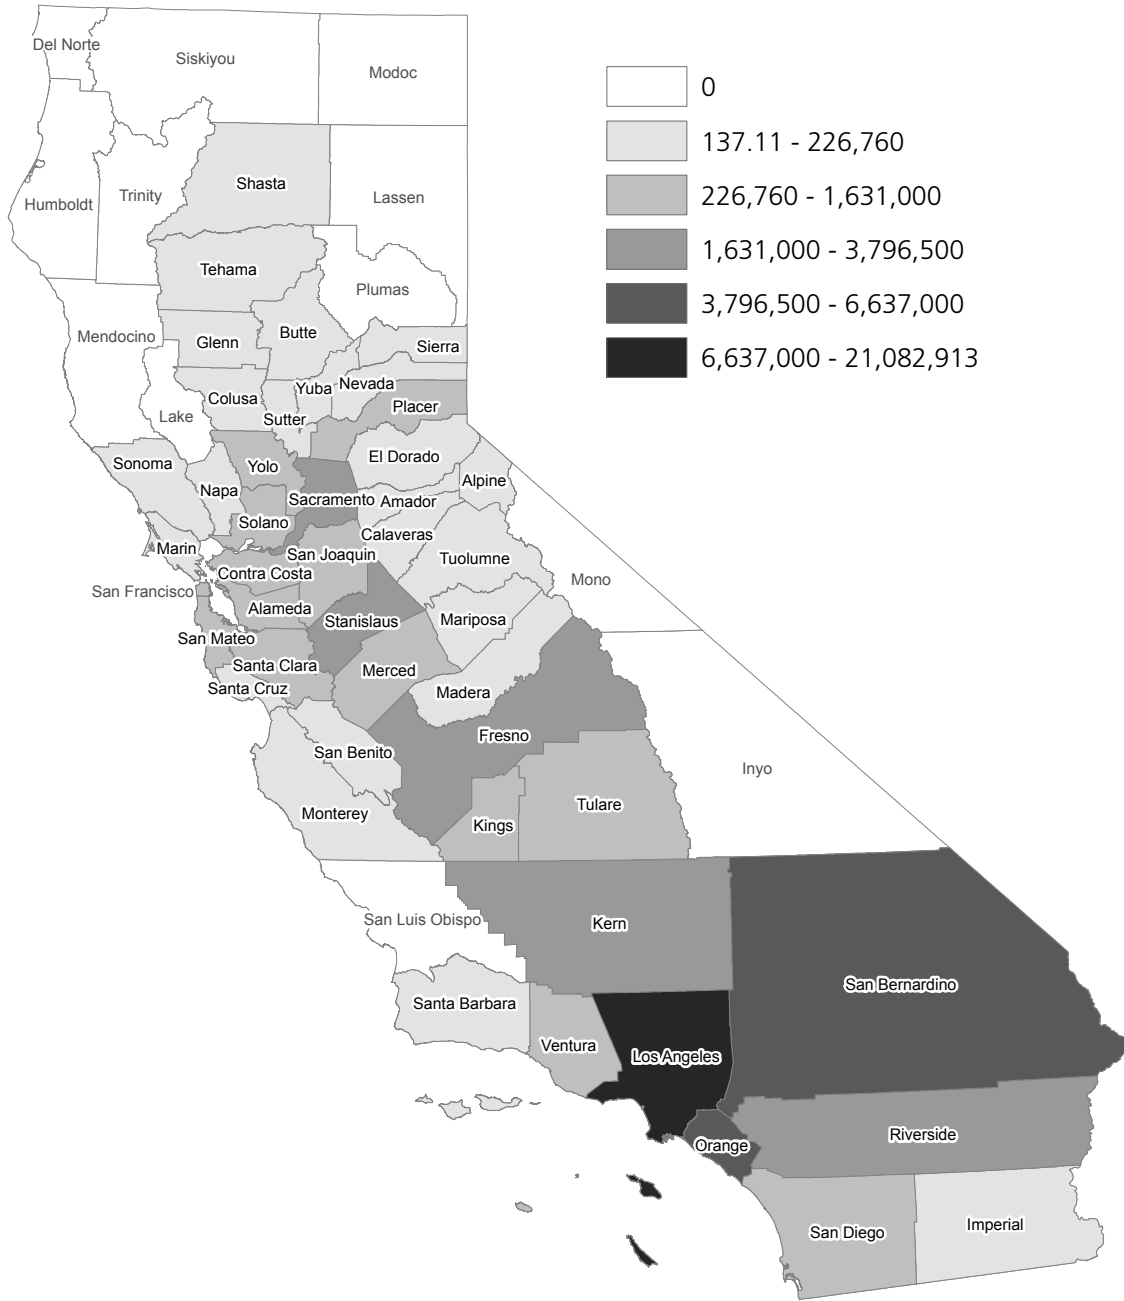 Del Norte
Siskiyou
Modoc
0
137.11 - 226,760
226,760 - 1,631,000
1,631,000 - 3,796,500
3,796,500 - 6,637,000
6,637,000 - 21,082,913
Humboldt
Trinity
Shasta
Lassen
Tehama
Plumas
Mendocino
Glenn
Butte
Sierra
Lake
Colusa
Yuba
Nevada
Sutter
Placer
Sonoma
Yolo
El Dorado
Napa
Sacramento
Amador
Alpine
Solano
Calaveras
Marin
San Joaquin
Tuolumne
Contra Costa
Mono
San Francisco
Alameda
Stanislaus
Mariposa
San Mateo
Santa Clara
Merced
Santa Cruz
Madera
Fresno
San Benito
Inyo
Monterey
Kings
Tulare
San Luis Obispo
Kern
San Bernardino
Santa Barbara
Ventura
Los Angeles
Orange
Riverside
San Diego
Imperial